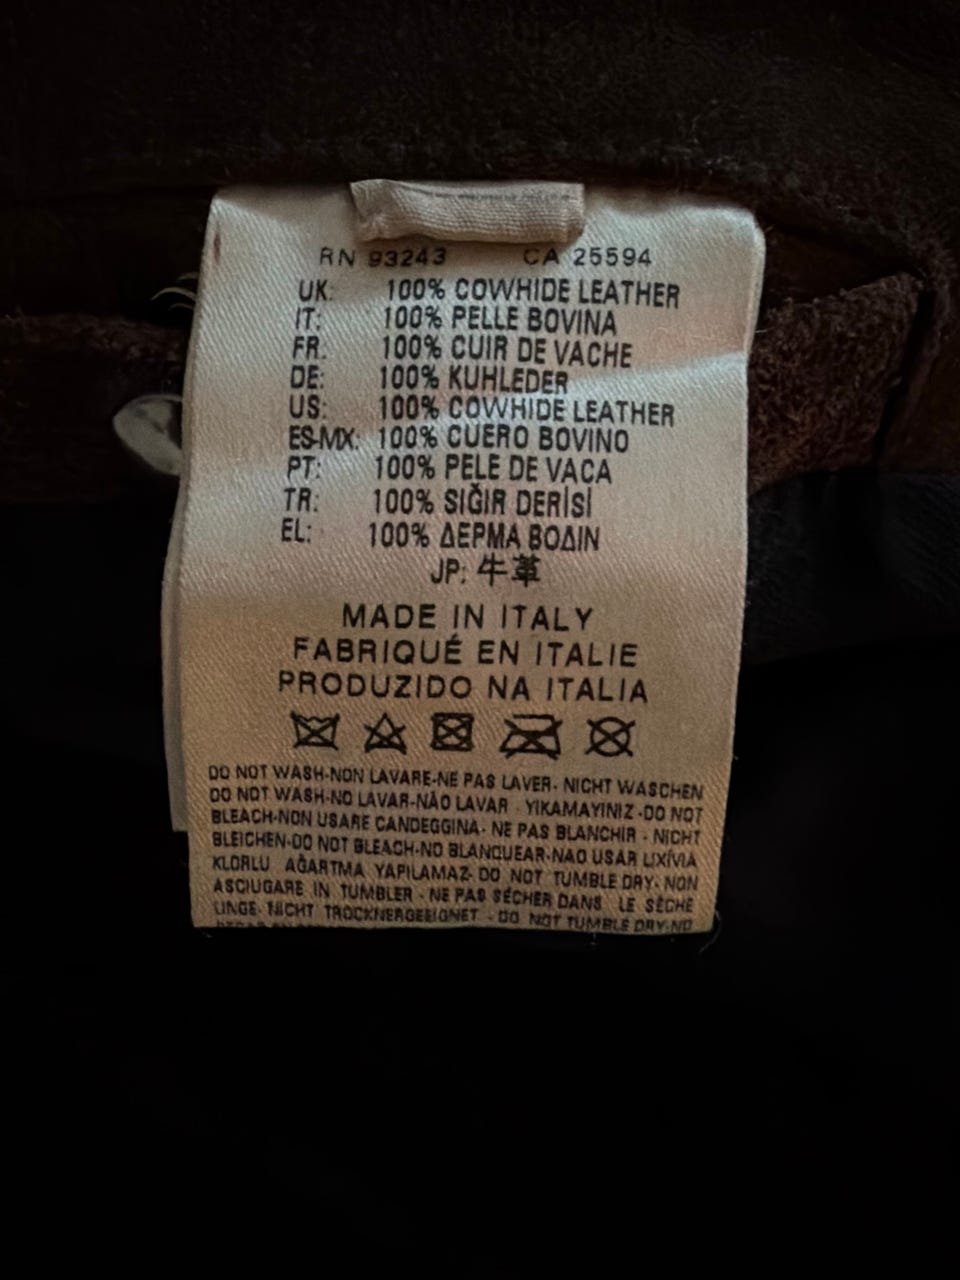 RN 93243 CA 25594
UK: 100% COWHIDE LEATHER
IT: 100% PELLE BOVINA
FR: 100% CUIR DE VACHE
DE: 100% KUHLEDER
US: 100% COWHIDE LEATHER
ES-MX: 100% CUERO BOVINO
PT: 100% PELE DE VACA
TR: 100% SIĞIR DERİSİ
EL: 100% ΔΕΡΜΑ ΒΟΔΙΝ
JP: 牛革
MADE IN ITALY
FABRIQUÉ EN ITALIE
PRODUZIDO NA ITALIA
DO NOT WASH-NON LAVARE-NE PAS LAVER- NICHT WASCHEN
DO NOT WASH-NO LAVAR-NÃO LAVAR - YIKAMAYINIZ -DO NOT
BLEACH-NON USARE CANDEGGINA- NE PAS BLANCHIR - NICHT
BLEICHEN-DO NOT BLEACH-NO BLANQUEAR-NAO USAR LIXÍVIA
KLORLU AĞARTMA YAPILAMAZ- DO NOT TUMBLE DRY- NON
ASCIUGARE IN TUMBLER - NE PAS SÉCHER DANS LE SÈCHE
LINGE- NICHT TROCKNERGEEIGNET - DO NOT TUMBLE DRY-NO